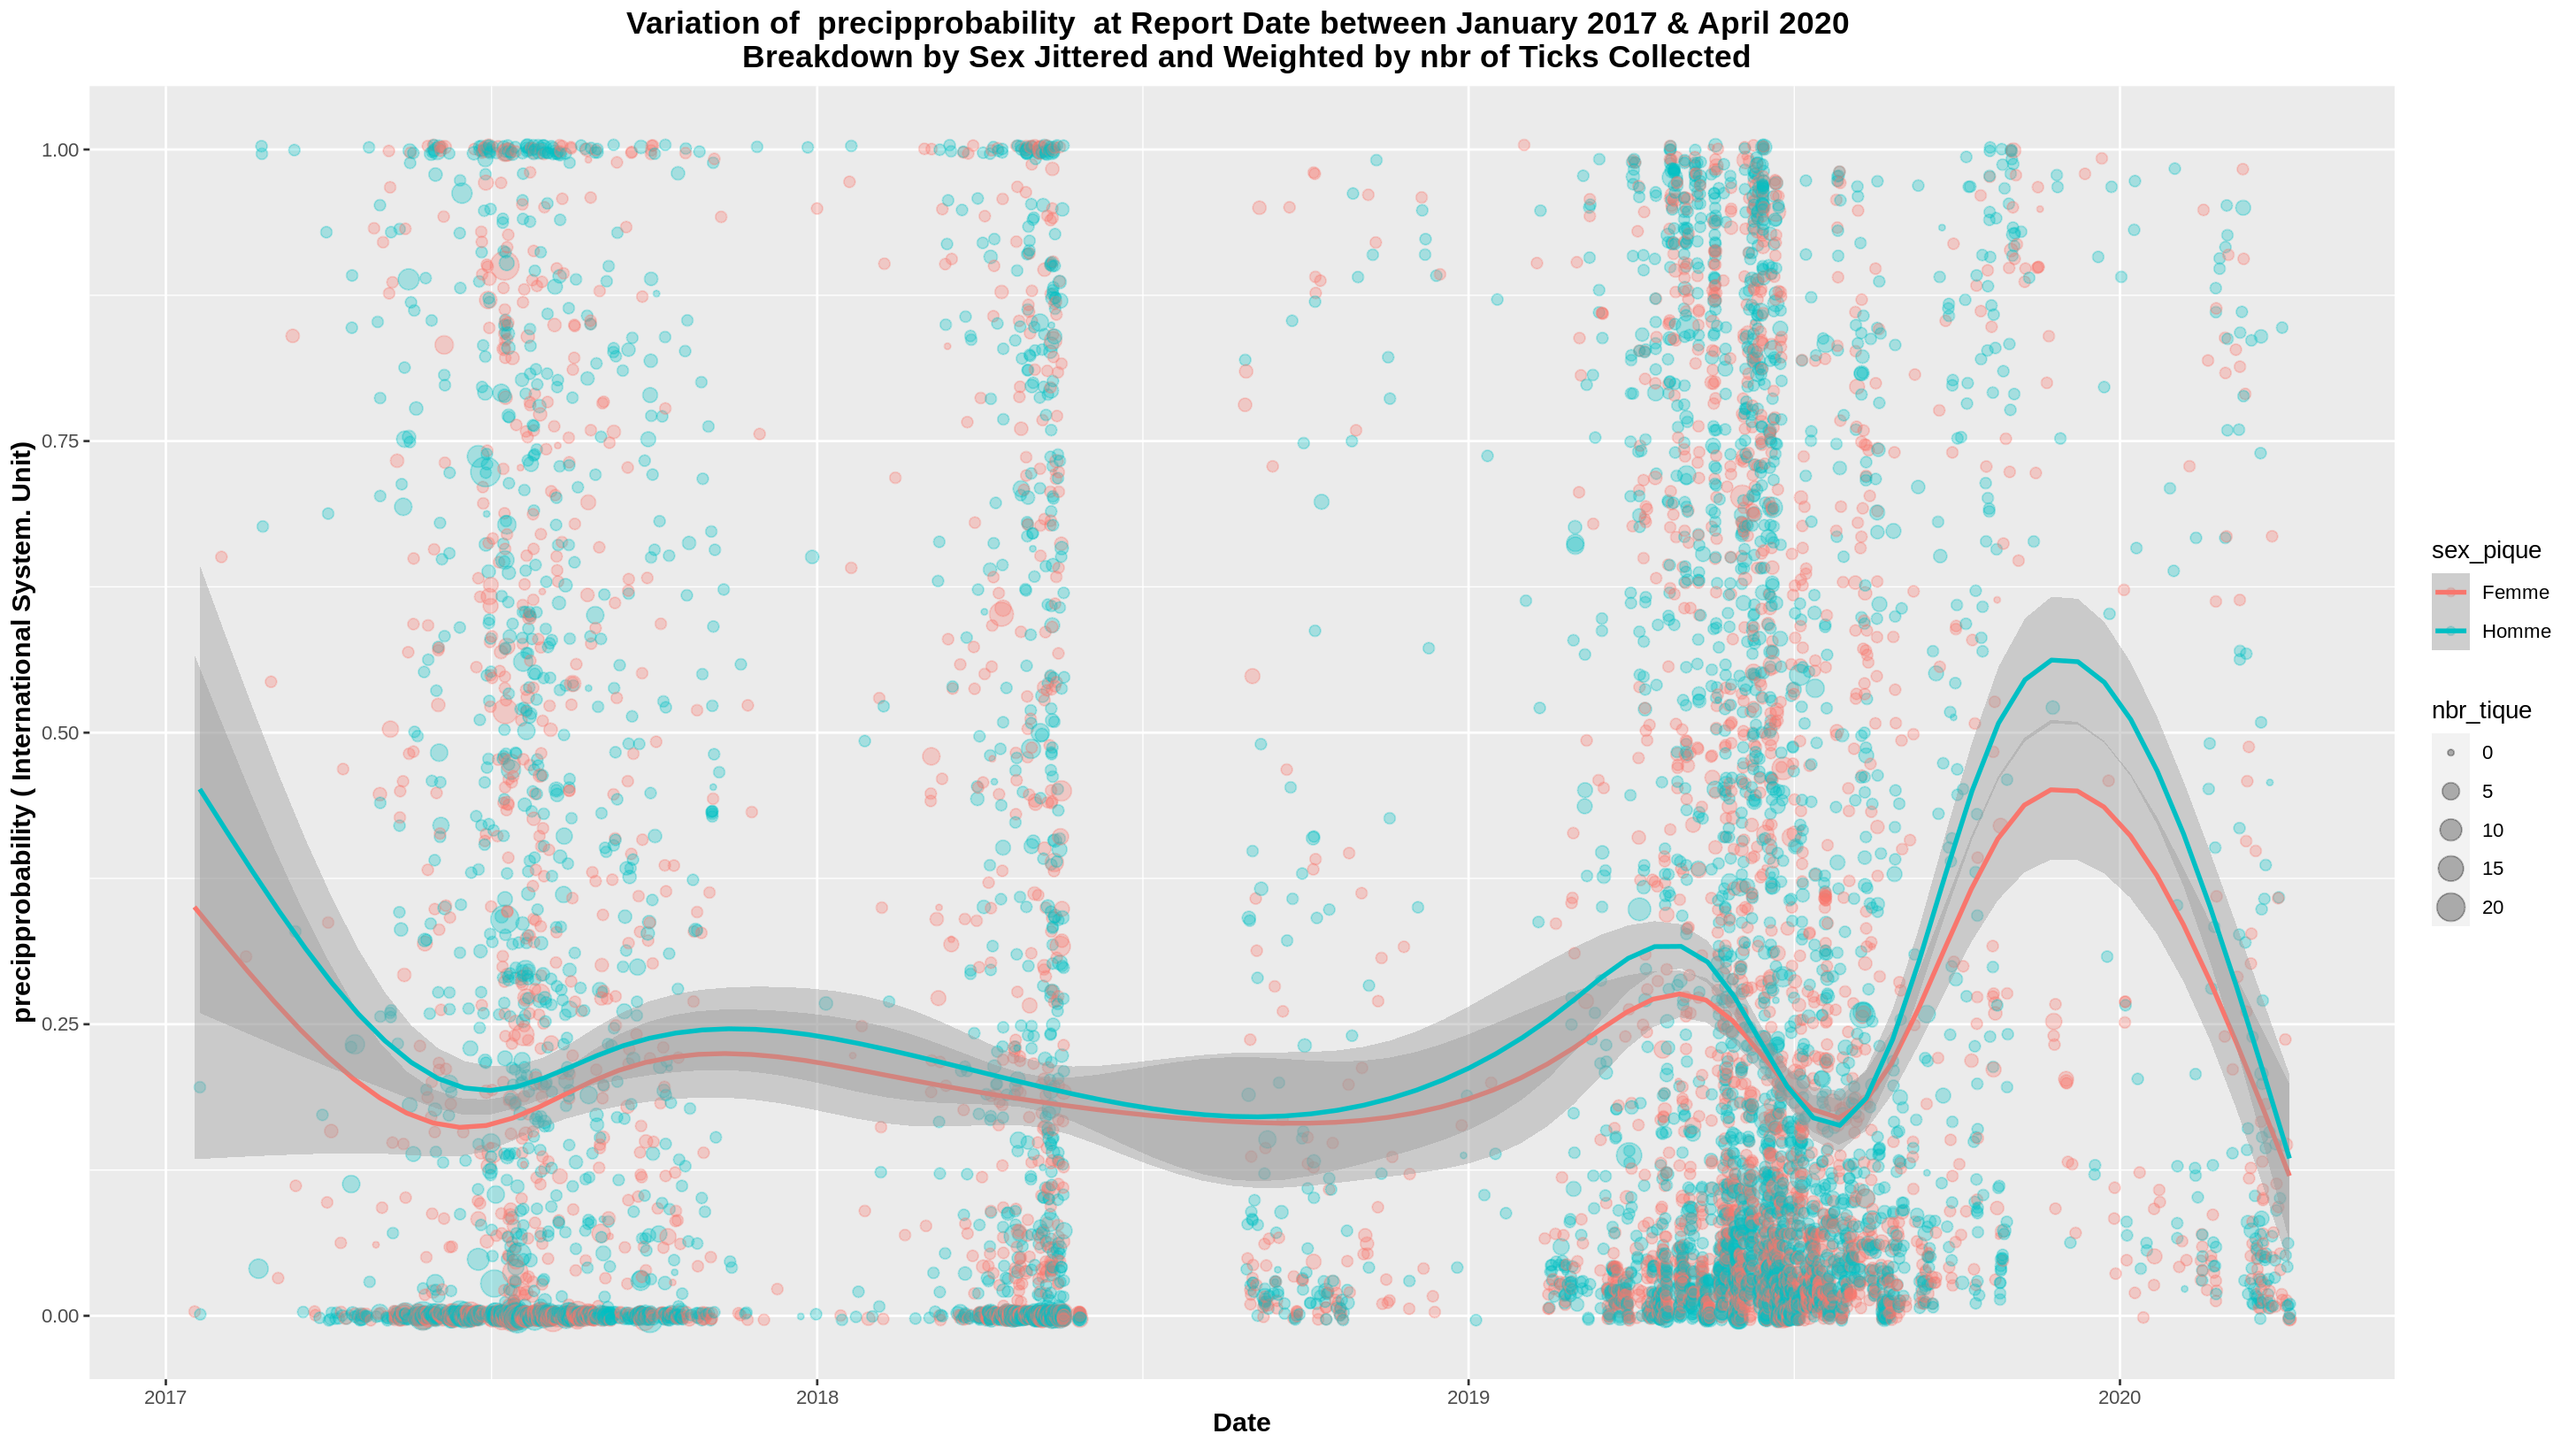 Variation of  precipprobability  at Report Date between January 2017 & April 2020
Breakdown by Sex Jittered and Weighted by nbr of Ticks Collected
precipprobability ( International System. Unit)
1.00
0.75
0.50
0.25
0.00
2017
2018
2019
2020
Date
sex_pique
Femme
Homme
nbr_tique
0
5
10
15
20